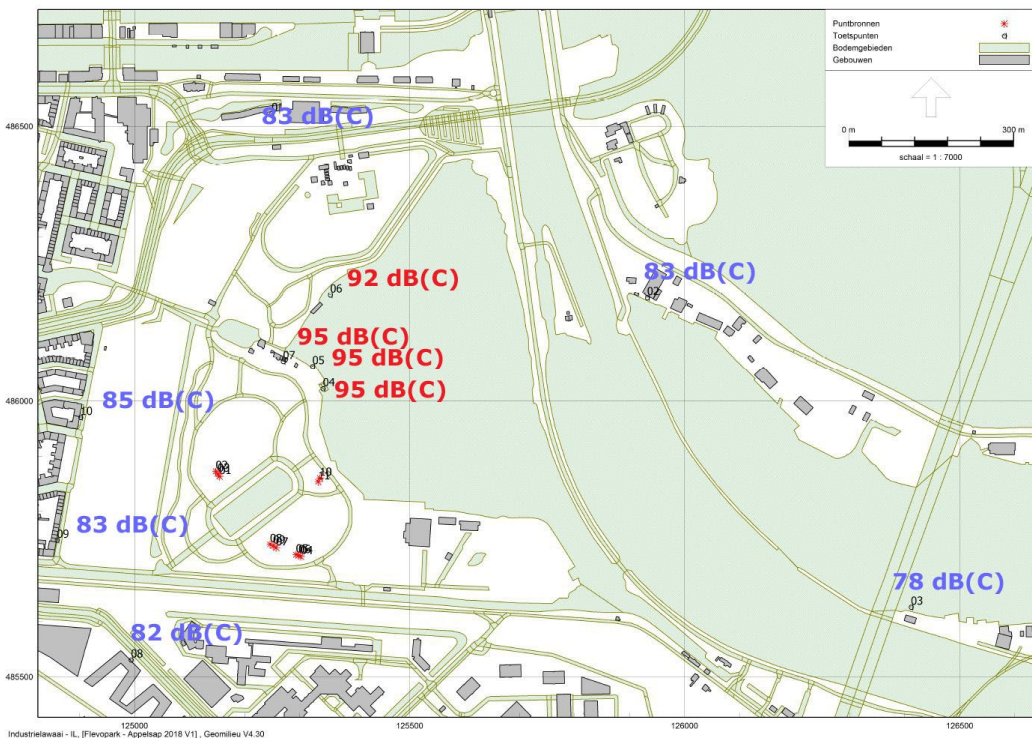 Puntbronnen
Toetspunten
Bodemgebieden
Gebouwen
0 m
300 m
schaal = 1 : 7000
01
83 dB(C)
486500
92 dB(C)
06
83 dB(C)
02
95 dB(C)
07
95 dB(C)
05
04
95 dB(C)
486000
85 dB(C)
10
10
83 dB(C)
09
78 dB(C)
03
82 dB(C)
08
485500
125000
125500
126000
126500
Industrielawaai - IL, [Flevopark - Appelsap 2018 V1] , Geomilieu V4.30